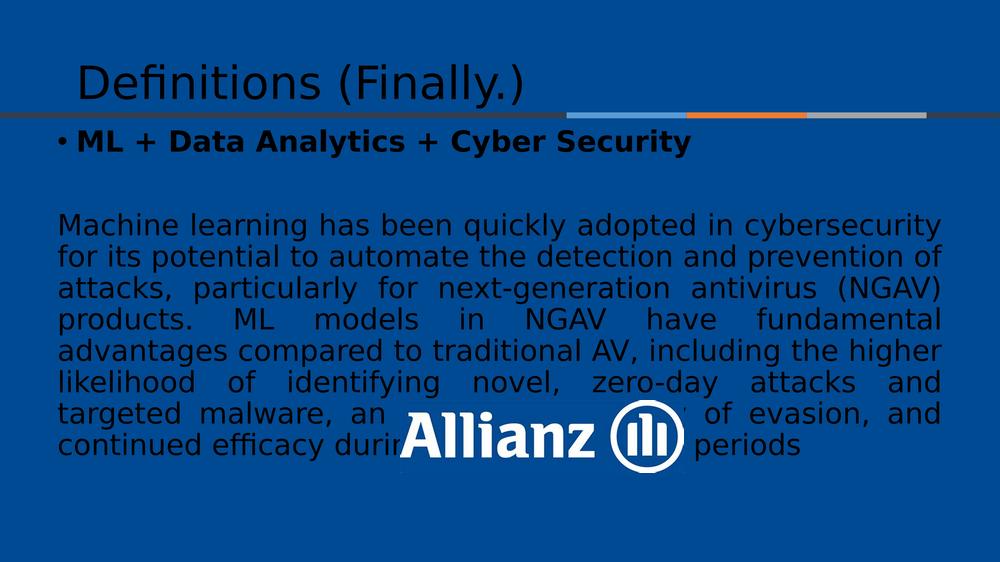 Definitions (Finally.)
• ML + Data Analytics + Cyber Security
Machine learning has been quickly adopted in cybersecurity
for its potential to automate the detection and prevention of
attacks, particularly for next-generation antivirus (NGAV)
products. ML models in NGAV have fundamental
advantages compared to traditional AV, including the higher
likelihood of identifying novel, zero-day attacks and
targeted malware, an of evasion, and
continued efficacy periods
Allianz